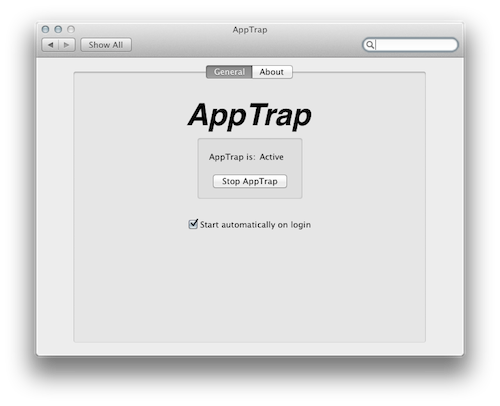 AppTrap
Show All
General About
AppTrap
AppTrap is: Active
Stop AppTrap
Start automatically on login